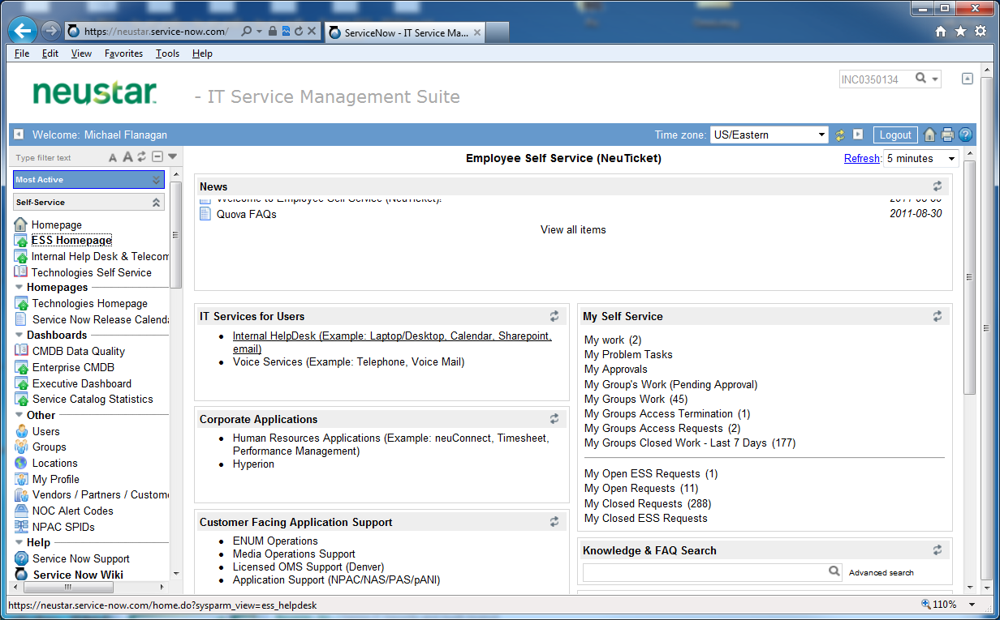 https://neustar.service-now.com/
ServiceNow - IT Service Ma...
File Edit View Favorites Tools Help
neustar.
- IT Service Management Suite
INC0350134
Welcome: Michael Flanagan
Time zone: US/Eastern
Logout
Type filter text
A A
Most Active
Self-Service
Homepage
ESS Homepage
Internal Help Desk & Telecom
Technologies Self Service
Homepages
Technologies Homepage
Service Now Release Calenda
Dashboards
CMDB Data Quality
Enterprise CMDB
Executive Dashboard
Service Catalog Statistics
Other
Users
Groups
Locations
My Profile
Vendors / Partners / Custome
NOC Alert Codes
NPAC SPIDs
Help
Service Now Support
Service Now Wiki
Employee Self Service (NeuTicket)
Refresh: 5 minutes
News
Welcome to Employee Self Service (NeuTicket)! 2011-08-30
Quova FAQs 2011-08-30
View all items
IT Services for Users
Internal HelpDesk (Example: Laptop/Desktop, Calendar, Sharepoint,
email)
Voice Services (Example: Telephone, Voice Mail)
Corporate Applications
Human Resources Applications (Example: neuConnect, Timesheet,
Performance Management)
Hyperion
Customer Facing Application Support
ENUM Operations
Media Operations Support
Licensed OMS Support (Denver)
Application Support (NPAC/NAS/PAS/pANI)
My Self Service
My work (2)
My Problem Tasks
My Approvals
My Group's Work (Pending Approval)
My Groups Work (45)
My Groups Access Termination (1)
My Groups Access Requests (2)
My Groups Closed Work - Last 7 Days (177)
My Open ESS Requests (1)
My Open Requests (11)
My Closed Requests (288)
My Closed ESS Requests
Knowledge & FAQ Search
Advanced search
https://neustar.service-now.com/home.do?sysparm_view=ess_helpdesk
110%